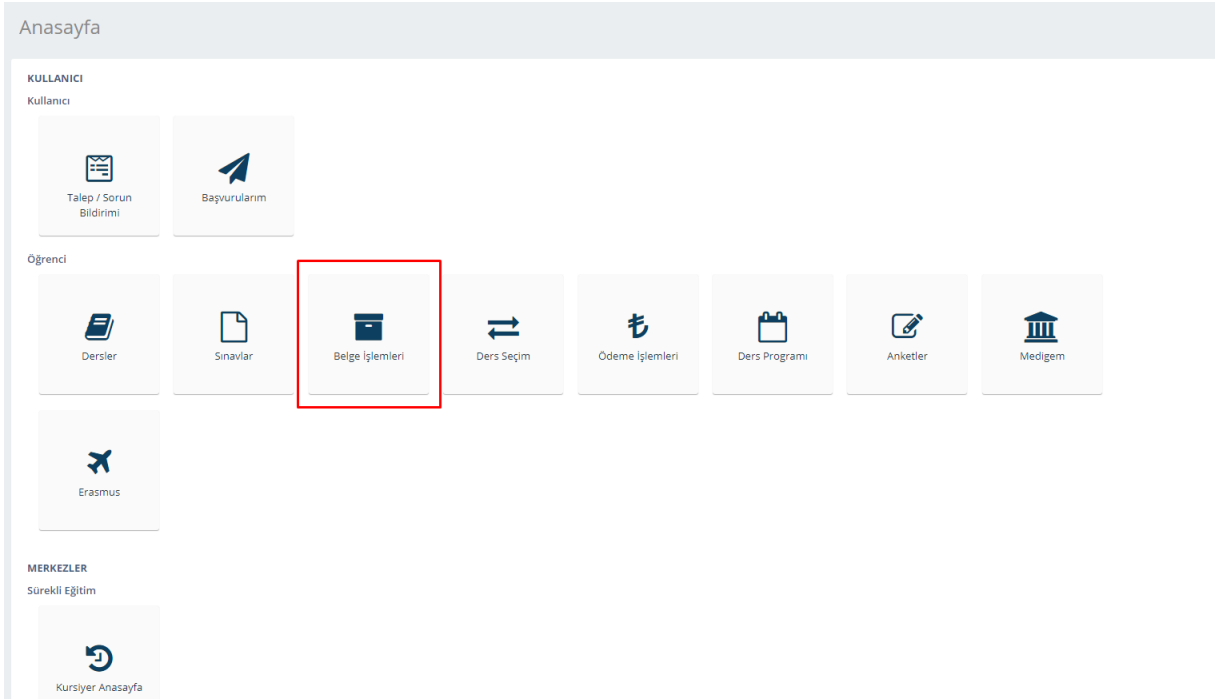 Anasayfa
KULLANICI
Kullanıcı
Talep / Sorun
Bildirimi
Başvurularım
Öğrenci
Dersler
Sınavlar
Belge İşlemleri
Ders Seçim
Ödeme İşlemleri
Ders Programı
Anketler
Medigem
Erasmus
MERKEZLER
Sürekli Eğitim
Kursiyer Anasayfa